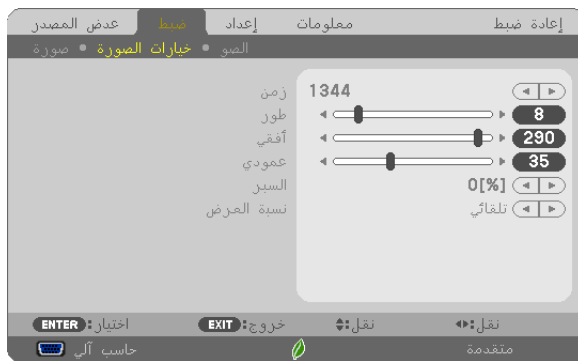 عرض المصدر ضبط إعداد معلومات إعادة ضبط
صورة • خيارات الصورة • الصو
زمن 1344
طور 8
أفقي 290
عمودي 35
السبر 0[%]
نسبة العرض تلقائي
ENTER: اختيار EXIT: خروج نقل: نقل:
حاسب آلي متقدمة